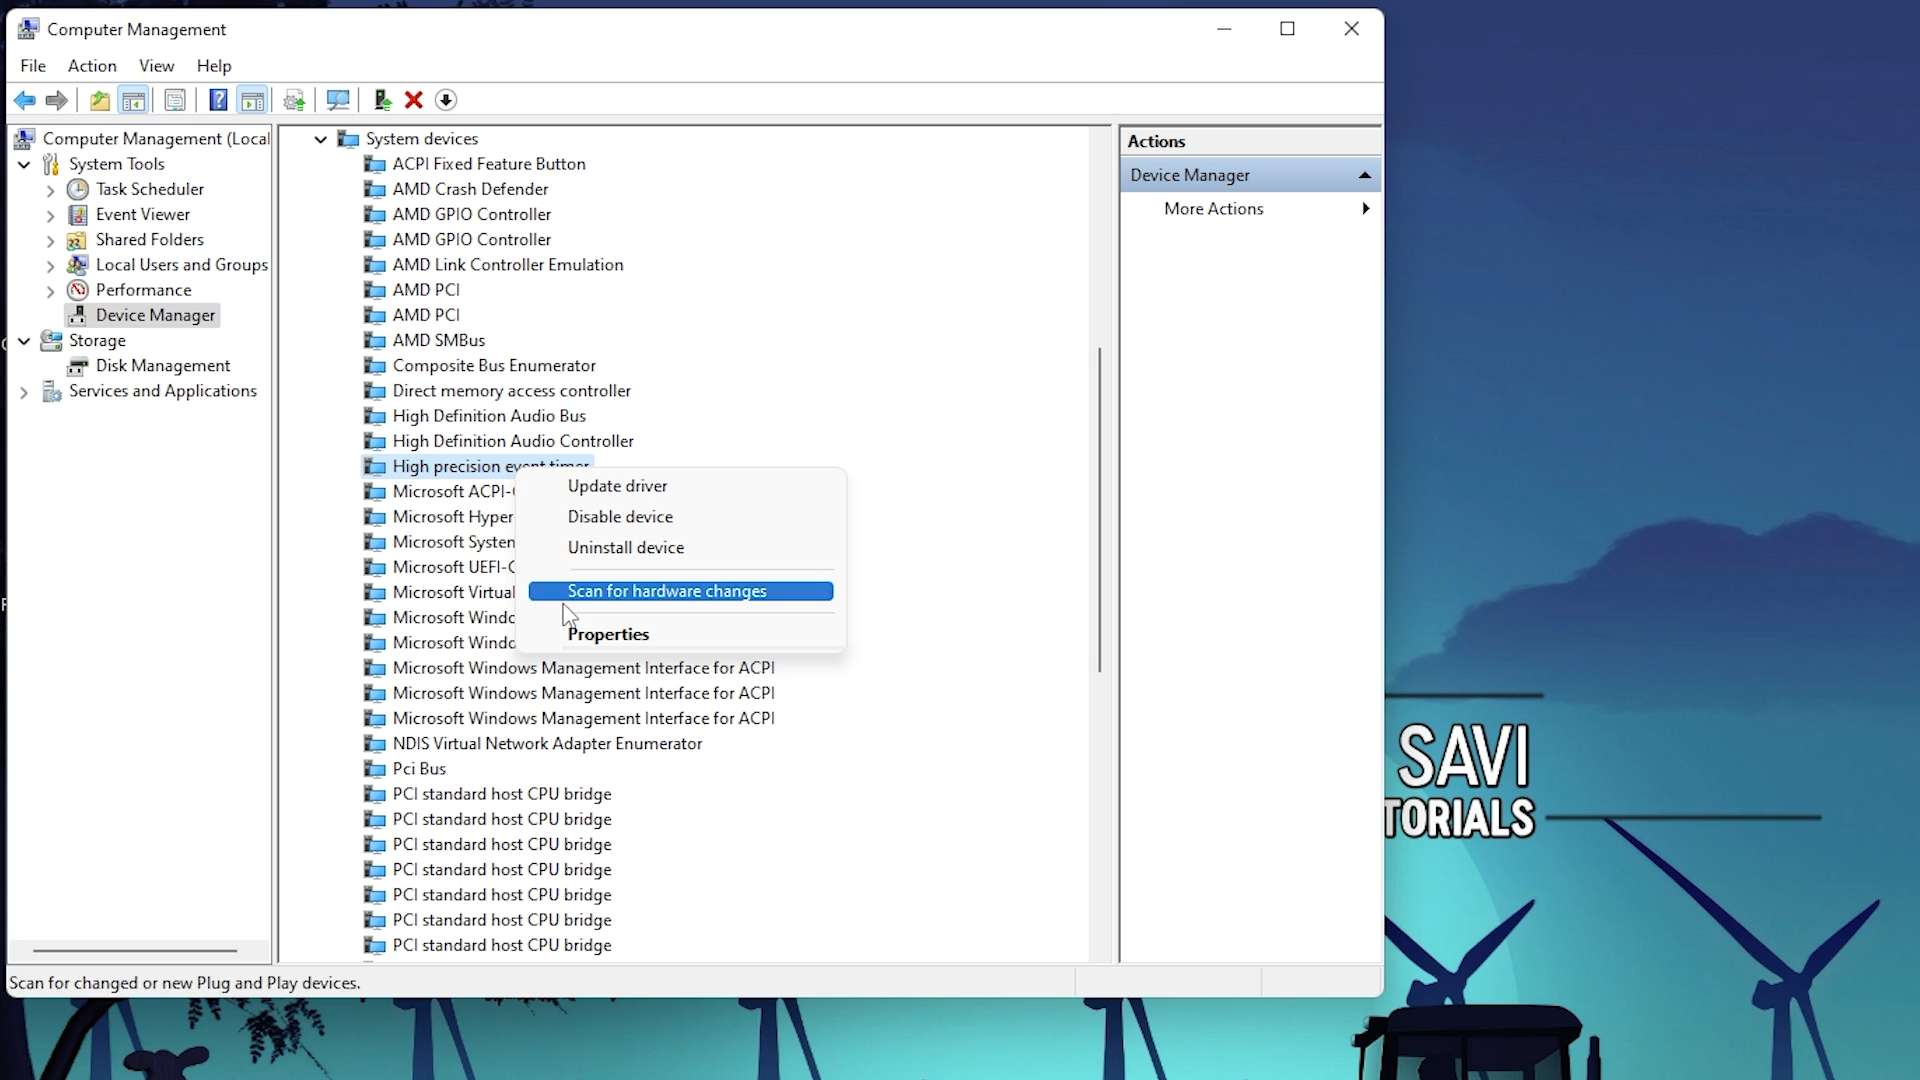 Computer Management
File Action View Help
Computer Management (Local
System Tools
Task Scheduler
Event Viewer
Shared Folders
Local Users and Groups
Performance
Device Manager
Storage
Disk Management
Services and Applications
System devices
ACPI Fixed Feature Button
AMD Crash Defender
AMD GPIO Controller
AMD GPIO Controller
AMD Link Controller Emulation
AMD PCI
AMD PCI
AMD SMBus
Composite Bus Enumerator
Direct memory access controller
High Definition Audio Bus
High Definition Audio Controller
High precision event timer
Microsoft ACPI-
Microsoft Hyper
Microsoft System
Microsoft UEFI-C
Microsoft Virtual
Microsoft Windo
Microsoft Windo
Microsoft Windows Management Interface for ACPI
Microsoft Windows Management Interface for ACPI
Microsoft Windows Management Interface for ACPI
NDIS Virtual Network Adapter Enumerator
Pci Bus
PCI standard host CPU bridge
PCI standard host CPU bridge
PCI standard host CPU bridge
PCI standard host CPU bridge
PCI standard host CPU bridge
PCI standard host CPU bridge
PCI standard host CPU bridge
Update driver
Disable device
Uninstall device
Scan for hardware changes
Properties
Actions
Device Manager
More Actions
Scan for changed or new Plug and Play devices.
SAVI
TORIALS